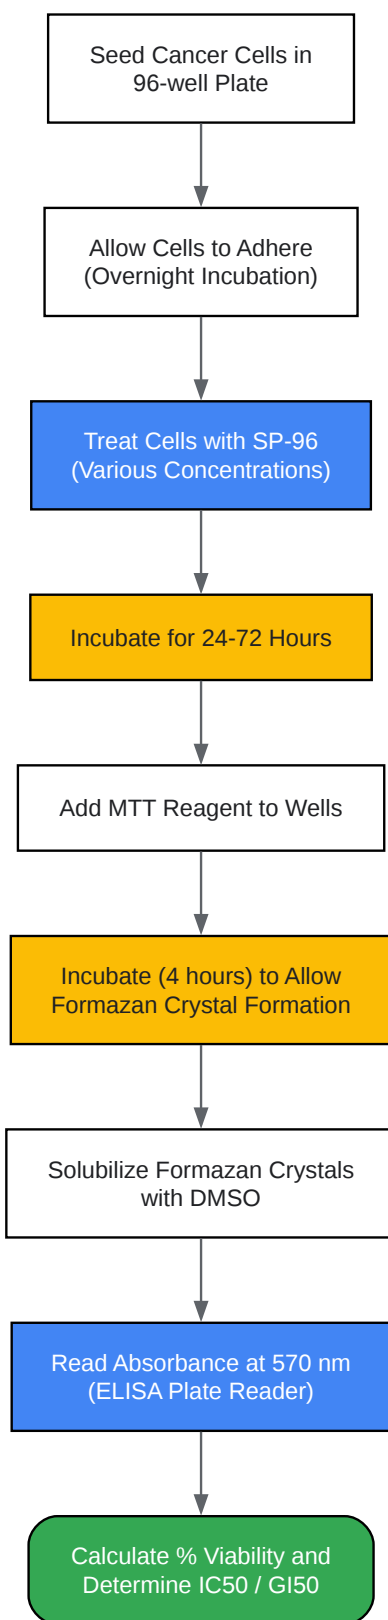 Seed Cancer Cells in
96-well Plate
Allow Cells to Adhere
(Overnight Incubation)
Treat Cells with SP-96
(Various Concentrations)
Incubate for 24-72 Hours
Add MTT Reagent to Wells
Incubate (4 hours) to Allow
Formazan Crystal Formation
Solubilize Formazan Crystals
with DMSO
Read Absorbance at 570 nm
(ELISA Plate Reader)
Calculate % Viability and
Determine IC50 / GI50